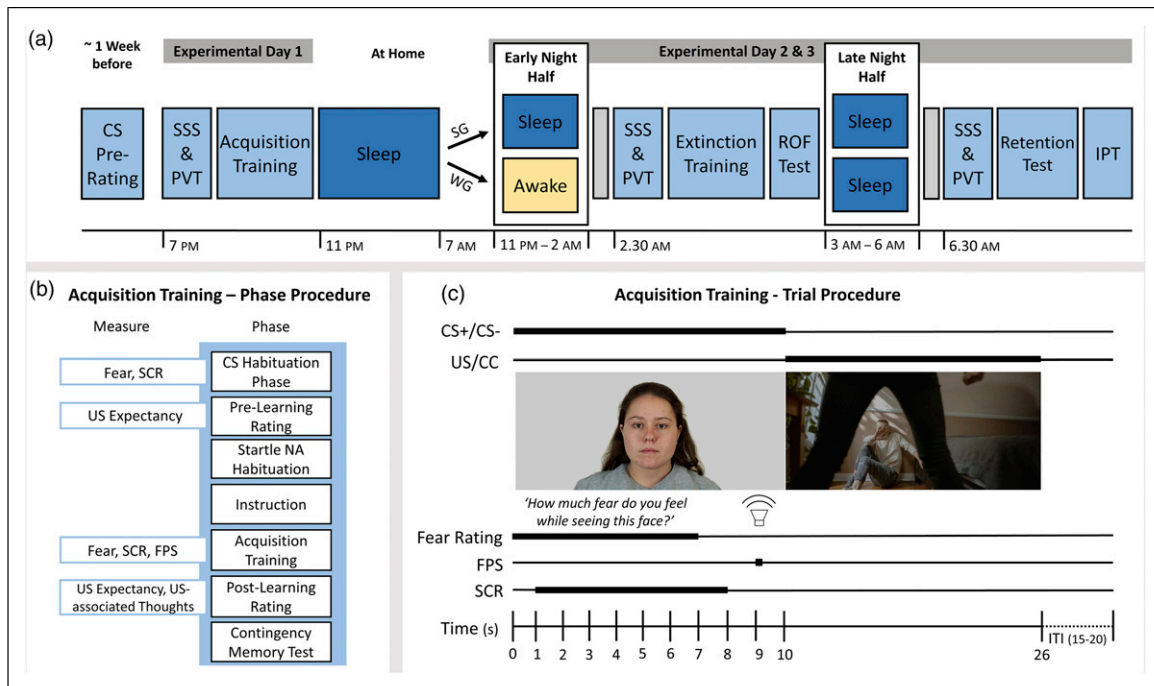 (a)
~ 1 Week
before
Experimental Day 1
At Home
Experimental Day 2 & 3
Early Night
Half
Late Night
Half
CS
Pre-
Rating
SSS
&
PVT
Acquisition
Training
Sleep
SG
WG
Sleep
Awake
SSS
&
PVT
Extinction
Training
ROF
Test
Sleep
Sleep
SSS
&
PVT
Retention
Test
IPT
7 PM
11 PM
7 AM
11 PM – 2 AM
2.30 AM
3 AM – 6 AM
6.30 AM
(b)
Acquisition Training – Phase Procedure
Measure
Phase
Fear, SCR
CS Habituation
Phase
US Expectancy
Pre-Learning
Rating
Startle NA
Habituation
Instruction
Fear, SCR, FPS
Acquisition
Training
US Expectancy, US-
associated Thoughts
Post-Learning
Rating
Contingency
Memory Test
(c)
Acquisition Training - Trial Procedure
CS+/CS-
US/CC
'How much fear do you feel
while seeing this face?'
Fear Rating
FPS
SCR
Time (s)
0 1 2 3 4 5 6 7 8 9 10 26
ITI (15-20)